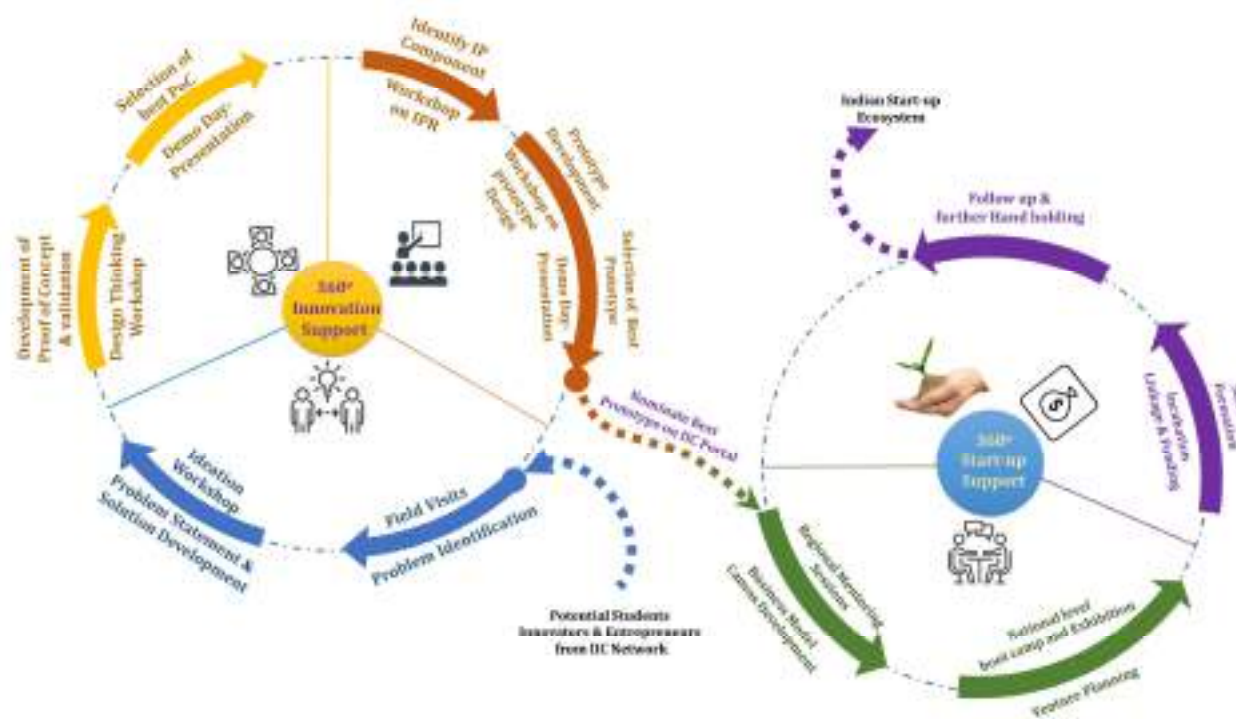 Selection of
best PoC
Demo Day-
Presentation
Identify IP
Component
Workshop
on IPR
Prototype
Development
Workshop on
prototype
Design
Selection of Best
Prototype
Demo Day-
Presentation
Development of
Proof of Concept
& validation
Design Thinking
Workshop
360°
Innovation
Support
Ideation
Workshop
Problem Statement &
Solution Development
Field Visits
Problem Identification
Potential Students
Innovators & Entrepreneurs
from IIC Network
Nominate Best
Prototype on IIC Portal
Indian Start-up
Ecosystem
Follow up &
further Hand holding
Formation
Incubation
Linkage & Funding
360°
Start-up
Support
Regional Mentoring
Sessions
Business Model
Canvas Development
National level
boot camp and Exhibition
Venture Planning